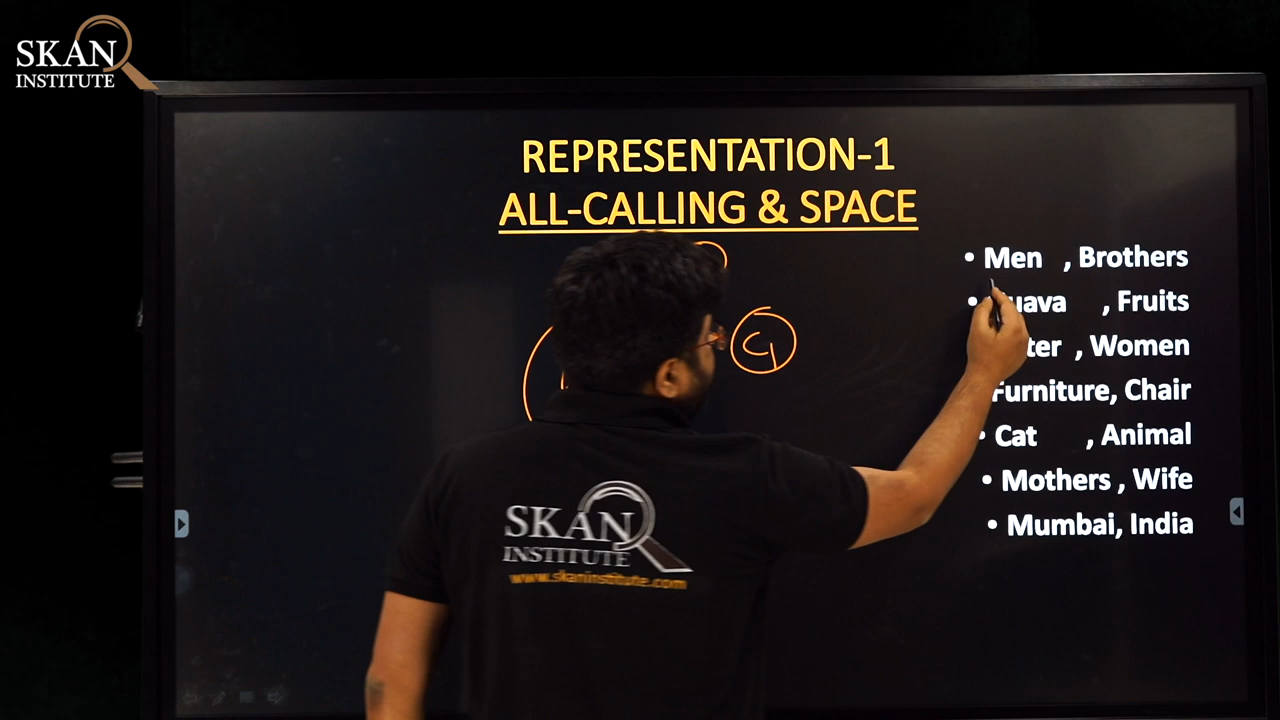 SKAN
INSTITUTE
REPRESENTATION-1
ALL-CALLING & SPACE
• Men , Brothers
• , Fruits
, Women
Furniture, Chair
• Cat , Animal
• Mothers , Wife
• Mumbai, India
G
SKAN
INSTITUTE
www.skaninstitute.com